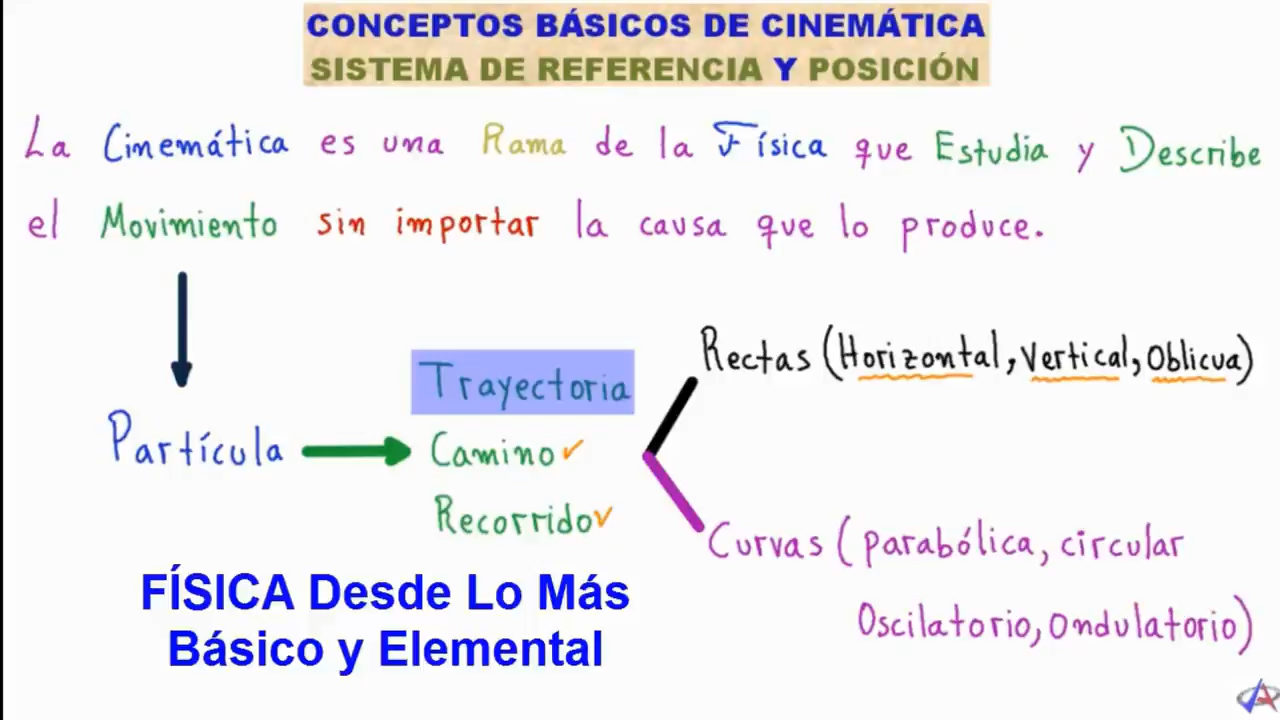 CONCEPTOS BÁSICOS DE CINEMÁTICA
SISTEMA DE REFERENCIA Y POSICIÓN
La Cinemática es una Rama de la Física que Estudia y Describe
el Movimiento sin importar la causa que lo produce.
Rectas (Horizontal, Vertical, Oblicua)
Trayectoria
Partícula
Camino✓
Recorrido✓
Curvas (parabólica, circular
Oscilatorio, Ondulatorio)
FÍSICA Desde Lo Más
Básico y Elemental